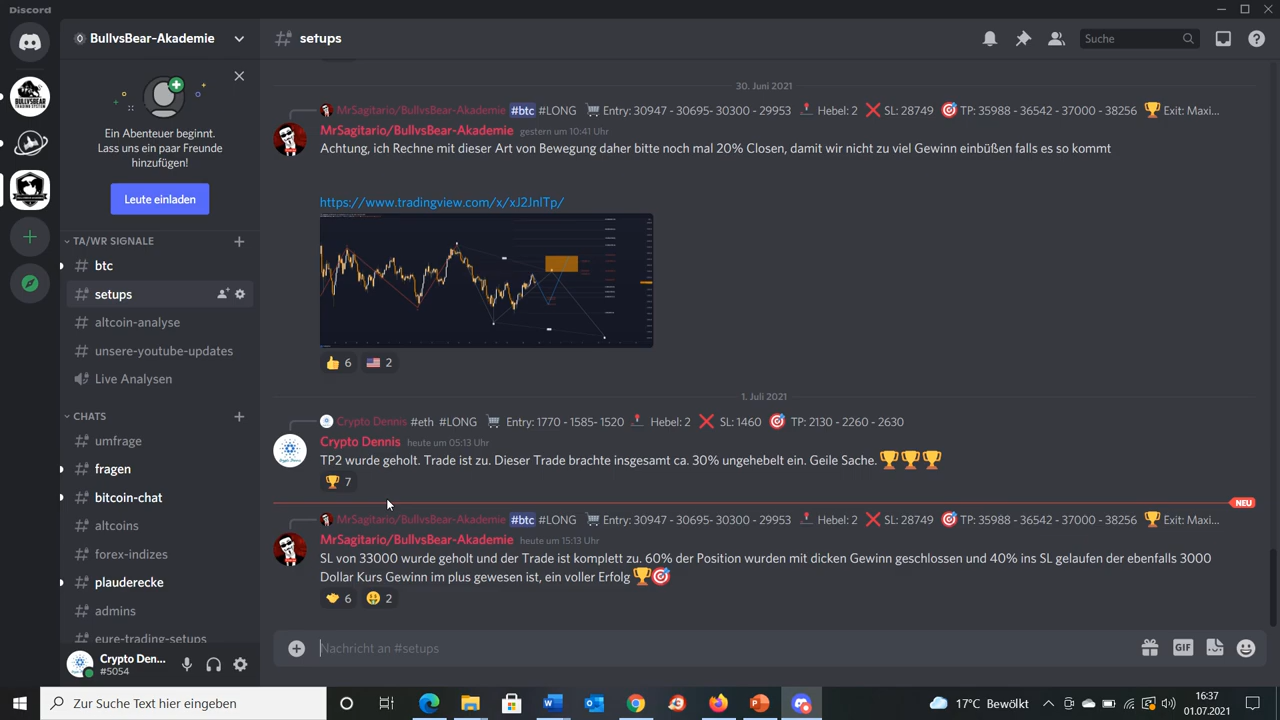 Discord
BullvsBear-Akademie
setups
Suche
Ein Abenteuer beginnt.
Lass uns ein paar Freunde
hinzufügen!
Leute einladen
TA/WR SIGNALE
btc
setups
altcoin-analyse
unsere-youtube-updates
Live Analysen
CHATS
umfrage
fragen
bitcoin-chat
altcoins
forex-indizes
plauderecke
admins
eure-trading-setups
Crypto Den...
#5054
30. Juni 2021
MrSagitario/BullvsBear-Akademie #btc #LONG 🛒 Entry: 30947 - 30695- 30300 - 29953 🕹 Hebel: 2 ❌ SL: 28749 🎯 TP: 35988 - 36542 - 37000 - 38256 🏆 Exit: Maxi...
MrSagitario/BullvsBear-Akademie gestern um 10:41 Uhr
Achtung, ich Rechne mit dieser Art von Bewegung daher bitte noch mal 20% Closen, damit wir nicht zu viel Gewinn einbüßen falls es so kommt
https://www.tradingview.com/x/xJ2JnlTp/
👍 6 🇺🇸 2
1. Juli 2021
Crypto Dennis #eth #LONG 🛒 Entry: 1770 - 1585- 1520 🕹 Hebel: 2 ❌ SL: 1460 🎯 TP: 2130 - 2260 - 2630
Crypto Dennis heute um 05:13 Uhr
TP2 wurde geholt. Trade ist zu. Dieser Trade brachte insgesamt ca. 30% ungehebelt ein. Geile Sache. 🏆🏆🏆
🏆 7
NEU
MrSagitario/BullvsBear-Akademie #btc #LONG 🛒 Entry: 30947 - 30695- 30300 - 29953 🕹 Hebel: 2 ❌ SL: 28749 🎯 TP: 35988 - 36542 - 37000 - 38256 🏆 Exit: Maxi...
MrSagitario/BullvsBear-Akademie heute um 15:13 Uhr
SL von 33000 wurde geholt und der Trade ist komplett zu. 60% der Position wurden mit dicken Gewinn geschlossen und 40% ins SL gelaufen der ebenfalls 3000
Dollar Kurs Gewinn im plus gewesen ist, ein voller Erfolg 🏆🎯
6 🤑 2
Nachricht an #setups
GIF
Zur Suche Text hier eingeben
17°C Bewölkt
16:37
01.07.2021